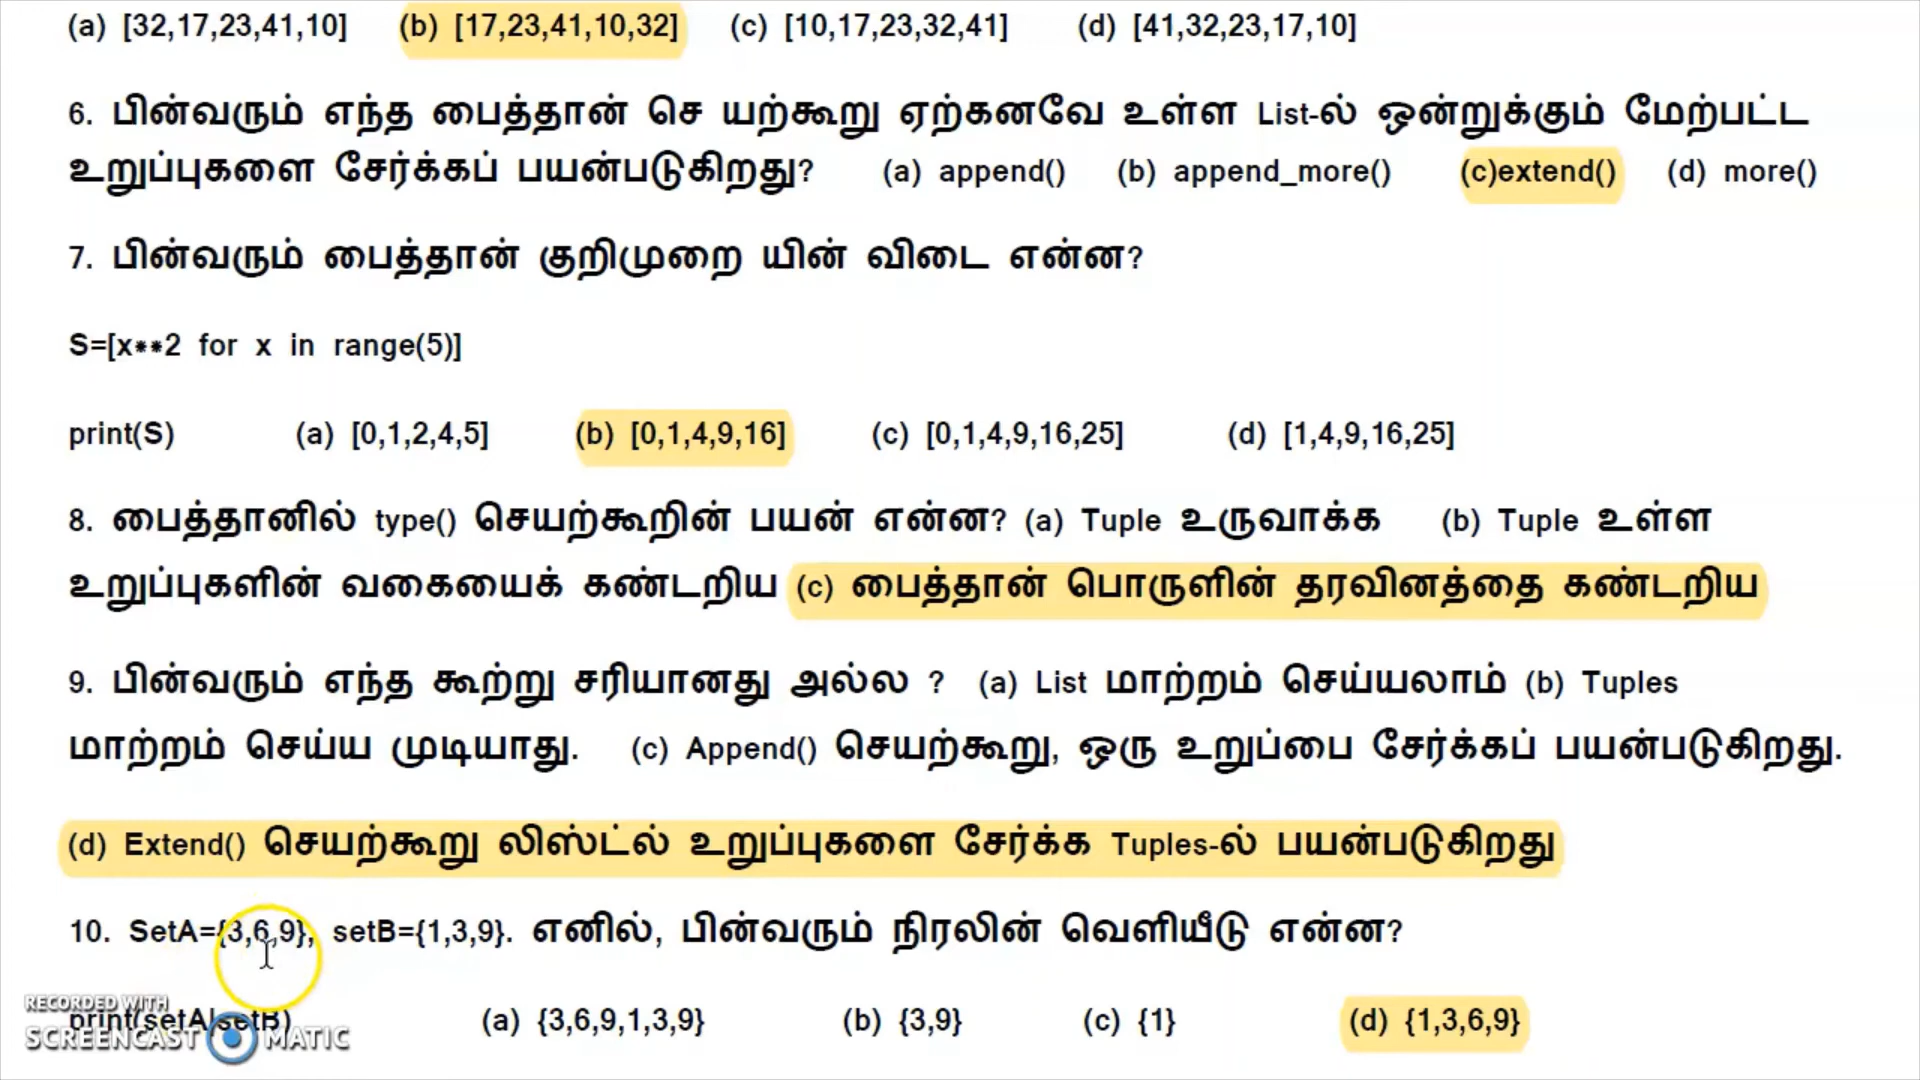 (a) [32,17,23,41,10] (b) [17,23,41,10,32] (c) [10,17,23,32,41] (d) [41,32,23,17,10]
6. பின்வரும் எந்த பைத்தான் செ யற்கூறு ஏற்கனவே உள்ள List-ல் ஒன்றுக்கும் மேற்பட்ட
உறுப்புகளை சேர்க்கப் பயன்படுகிறது? (a) append() (b) append_more() (c)extend() (d) more()
7. பின்வரும் பைத்தான் குறிமுறை யின் விடை என்ன?
S=[x**2 for x in range(5)]
print(S) (a) [0,1,2,4,5] (b) [0,1,4,9,16] (c) [0,1,4,9,16,25] (d) [1,4,9,16,25]
8. பைத்தானில் type() செயற்கூறின் பயன் என்ன? (a) Tuple உருவாக்க (b) Tuple உள்ள
உறுப்புகளின் வகையைக் கண்டறிய (c) பைத்தான் பொருளின் தரவினத்தை கண்டறிய
9. பின்வரும் எந்த கூற்று சரியானது அல்ல ? (a) List மாற்றம் செய்யலாம் (b) Tuples
மாற்றம் செய்ய முடியாது. (c) Append() செயற்கூறு, ஒரு உறுப்பை சேர்க்கப் பயன்படுகிறது.
(d) Extend() செயற்கூறு லிஸ்ட்ல் உறுப்புகளை சேர்க்க Tuples-ல் பயன்படுகிறது
10. SetA={3,6,9}, setB={1,3,9}. எனில், பின்வரும் நிரலின் வெளியீடு என்ன?
print(setA|setB) (a) {3,6,9,1,3,9} (b) {3,9} (c) {1} (d) {1,3,6,9}
RECORDED WITH
SCREENCAST MATIC